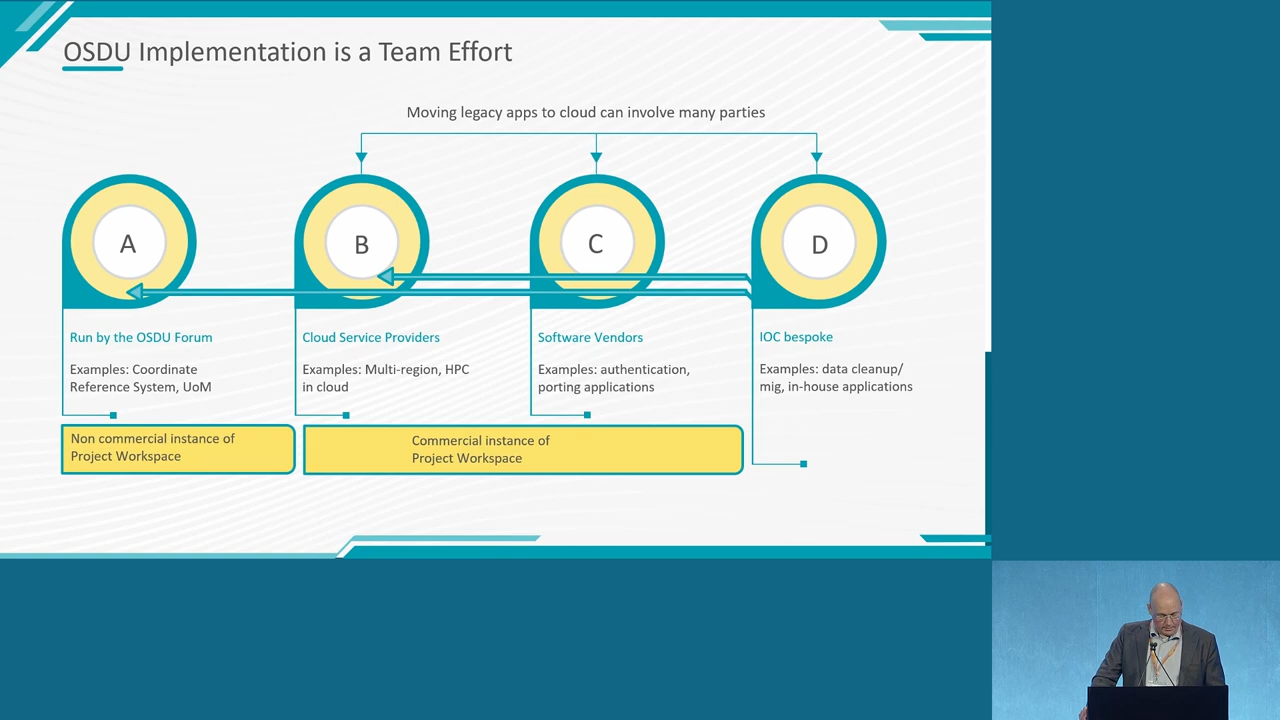 OSDU Implementation is a Team Effort
Moving legacy apps to cloud can involve many parties
A
B
C
D
Run by the OSDU Forum
Examples: Coordinate
Reference System, UoM
Cloud Service Providers
Examples: Multi-region, HPC
in cloud
Software Vendors
Examples: authentication,
porting applications
IOC bespoke
Examples: data cleanup/
mig, in-house applications
Non commercial instance of
Project Workspace
Commercial instance of
Project Workspace